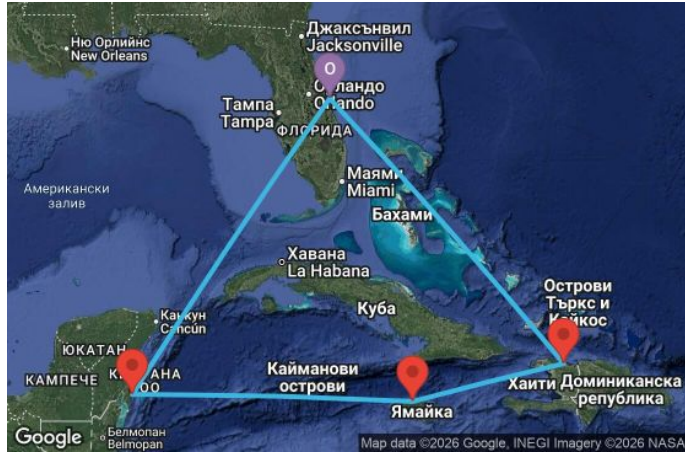 Джаксънвил
Jacksonville
Ню Орлийнс
New Orleans
O
Орландо
Orlando
Тампа
Tampa
ФЛОРИДА
Маями
Miami
Американски
залив
Бахами
Хавана
La Habana
Куба
Острови
Търкс и
Кайкос
Канкун
Cancún
ЮКАТАН
КАМПЕЧЕ
Кайманови
острови
Ямайка
Хаити
Доминиканска
република
Белмопан
Belmopan
Google
Map data ©2026 Google, INEGI Imagery ©2026 NASA